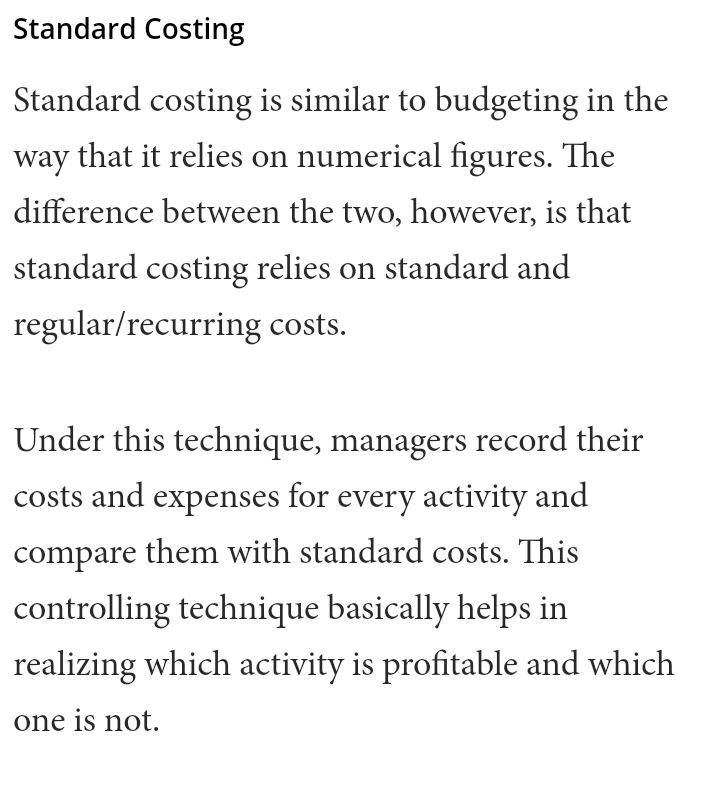 Standard Costing
Standard costing is similar to budgeting in the
way that it relies on numerical figures. The
difference between the two, however, is that
standard costing relies on standard and
regular/recurring costs.
Under this technique, managers record their
costs and expenses for every activity and
compare them with standard costs. This
controlling technique basically helps in
realizing which activity is profitable and which
one is not.